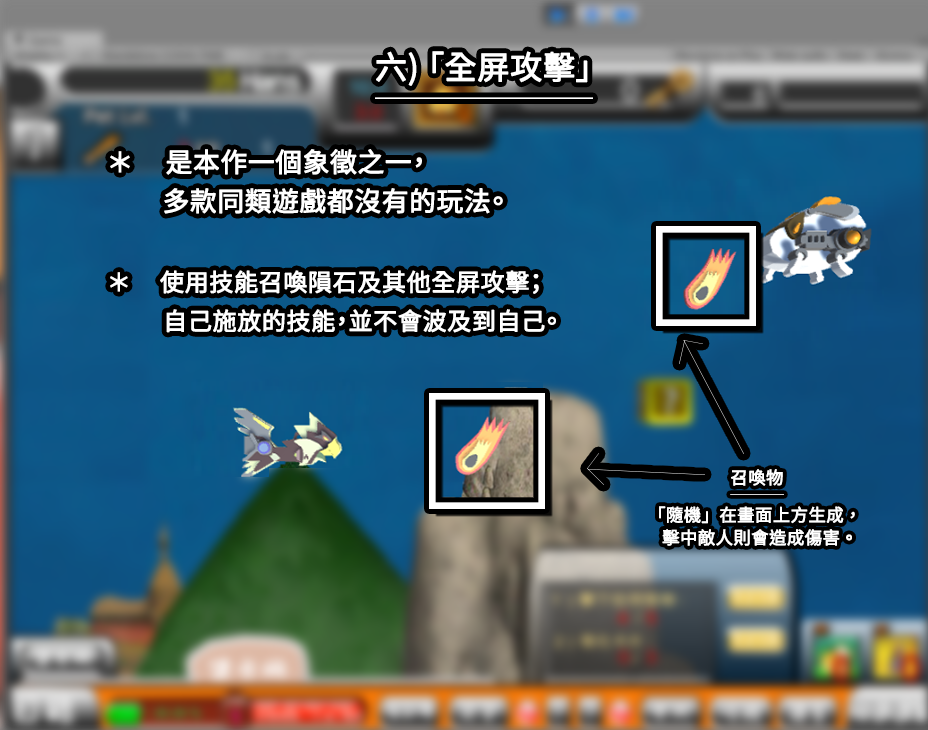 六)「全屏攻擊」
＊ 是本作一個象徵之一，
多款同類遊戲都沒有的玩法。
＊ 使用技能召喚隕石及其他全屏攻擊；
自己施放的技能，並不會波及到自己。
召喚物
「隨機」在畫面上方生成，
擊中敵人則會造成傷害。